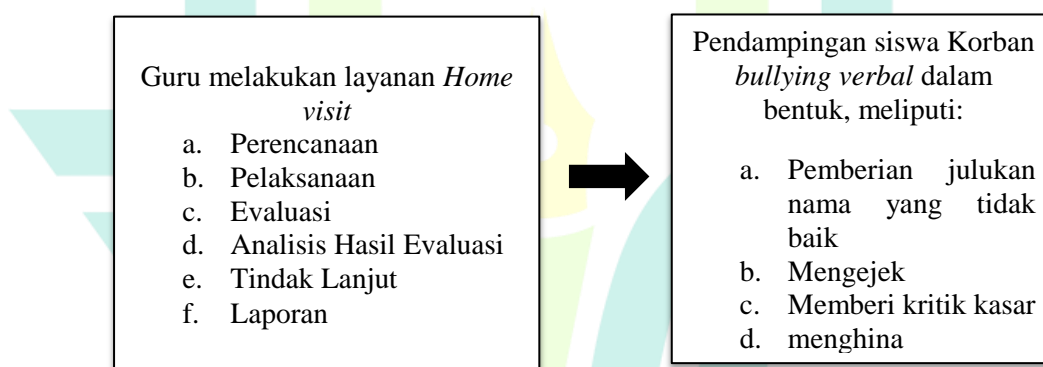 Guru melakukan layanan Home
visit
a. Perencanaan
b. Pelaksanaan
c. Evaluasi
d. Analisis Hasil Evaluasi
e. Tindak Lanjut
f. Laporan
Pendampingan siswa Korban
bullying verbal dalam
bentuk, meliputi:
a. Pemberian julukan
nama yang tidak
baik
b. Mengejek
c. Memberi kritik kasar
d. menghina